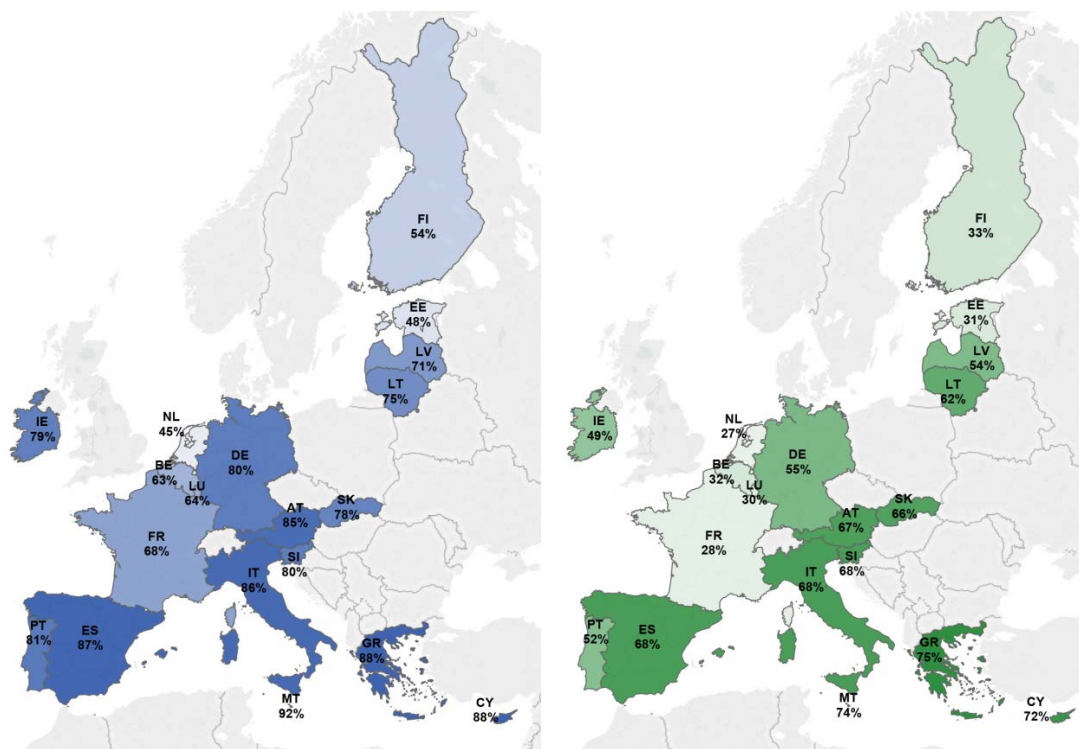 FI
54%
EE
48%
LV
71%
LT
75%
IE
79%
NL
45%
DE
80%
BE
63%
LU
64%
SK
78%
AT
85%
FR
68%
SI
80%
IT
86%
PT
81%
ES
87%
GR
88%
MT
92%
CY
88%
FI
33%
EE
31%
LV
54%
LT
62%
IE
49%
NL
27%
DE
55%
BE
32%
LU
30%
SK
66%
AT
67%
FR
28%
SI
68%
IT
68%
PT
52%
ES
68%
GR
75%
MT
74%
CY
72%